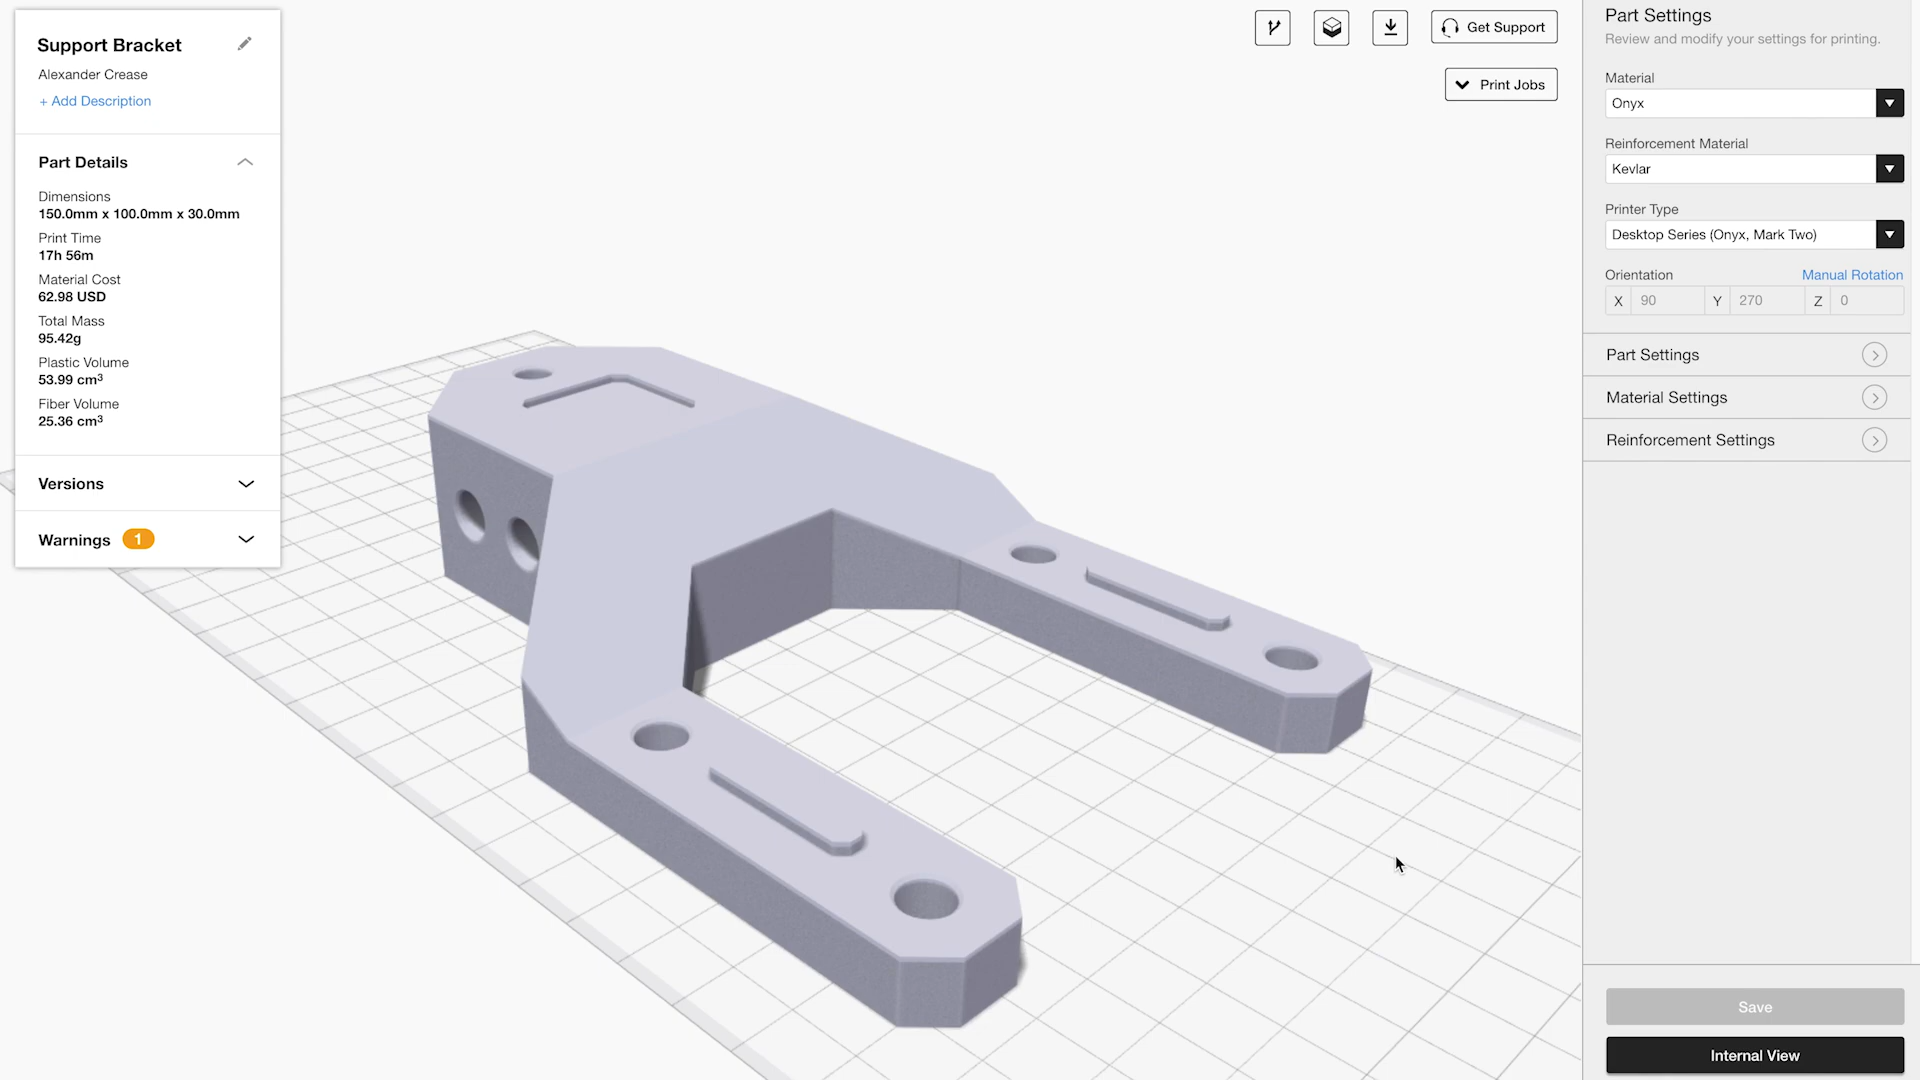 Support Bracket
Alexander Crease
+ Add Description
Part Details
Dimensions
150.0mm x 100.0mm x 30.0mm
Print Time
17h 56m
Material Cost
62.98 USD
Total Mass
95.42g
Plastic Volume
53.99 cm³
Fiber Volume
25.36 cm³
Versions
Warnings 1
Get Support
Print Jobs
Part Settings
Review and modify your settings for printing.
Material
Onyx
Reinforcement Material
Kevlar
Printer Type
Desktop Series (Onyx, Mark Two)
Orientation Manual Rotation
X 90 Y 270 Z 0
Part Settings
Material Settings
Reinforcement Settings
Save
Internal View